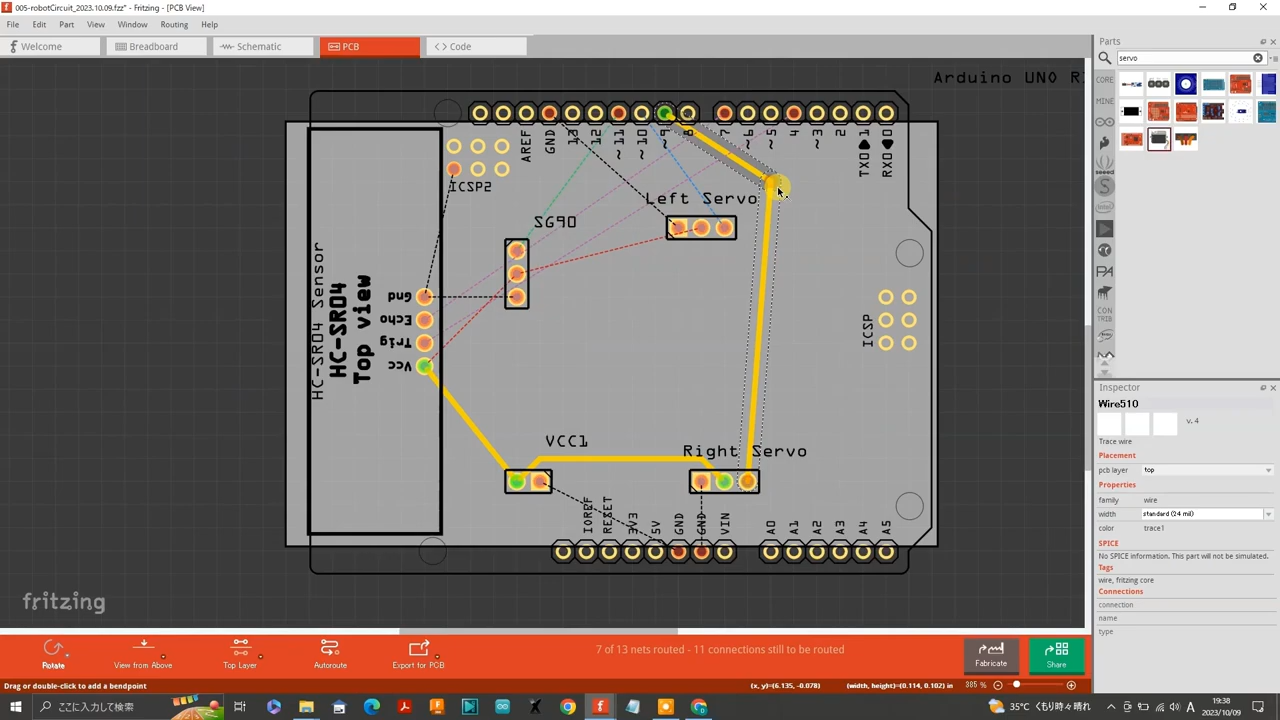 005-robotCircuit_2023.10.09.fzz* - Fritzing - [PCB View]
File Edit Part View Window Routing Help
Welcome Breadboard Schematic PCB Code
Parts
servo
CORE
MINE
seeed
PA
CON
TRIB
Arduino UNO R
AREF GND 13 12 ~11 ~10 ~9 8 7 ~6 ~5 4 ~3 2 TX0 RX0
ICSP2
Left Servo
SG90
HC-SR04 Sensor
HC-SR04
Top view
Gnd
Echo
Trig
Vcc
ICSP
VCC1
Right Servo
IOREF RESET 3V3 5V GND GND VIN A0 A1 A2 A3 A4 A5
fritzing
Inspector
Wire510
v. 4
Trace wire
Placement
pcb layer top
Properties
family wire
width standard (24 mil)
color trace1
SPICE
No SPICE information. This part will not be simulated.
Tags
wire, fritzing core
Connections
connection
name
type
Rotate View from Above Top Layer Autoroute Export for PCB
7 of 13 nets routed - 11 connections still to be routed
Fabricate Share
Drag or double-click to add a bendpoint
(x, y)=(6.135, -0.078) (width, height)=(0.114, 0.102) in 385 %
ここに入力して検索
35°C くもり時々晴れ
19:38
2023/10/09